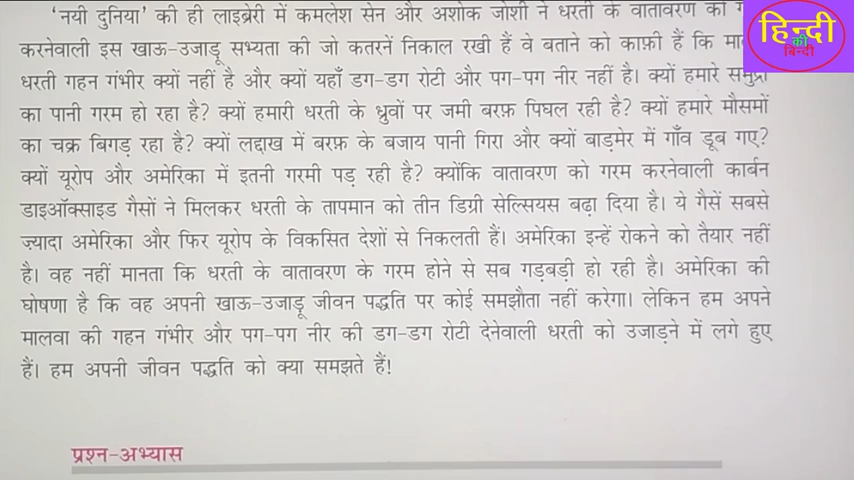 'नयी दुनिया' की ही लाइब्रेरी में कमलेश सेन और अशोक जोशी ने धरती के वातावरण को
करनेवाली इस खाऊ-उजाड़ू सभ्यता की जो कतरनें निकाल रखी हैं वे बताने को काफ़ी हैं कि
धरती गहन गंभीर क्यों नहीं है और क्यों यहाँ डग-डग रोटी और पग-पग नीर नहीं है। क्यों हमारे समुद्रों
का पानी गरम हो रहा है? क्यों हमारी धरती के ध्रुवों पर जमी बरफ़ पिघल रही है? क्यों हमारे मौसमों
का चक्र बिगड़ रहा है? क्यों लद्दाख में बरफ़ के बजाय पानी गिरा और क्यों बाड़मेर में गाँव डूब गए?
क्यों यूरोप और अमेरिका में इतनी गरमी पड़ रही है? क्योंकि वातावरण को गरम करनेवाली कार्बन
डाइऑक्साइड गैसों ने मिलकर धरती के तापमान को तीन डिग्री सेल्सियस बढ़ा दिया है। ये गैसें सबसे
ज्यादा अमेरिका और फिर यूरोप के विकसित देशों से निकलती हैं। अमेरिका इन्हें रोकने को तैयार नहीं
है। वह नहीं मानता कि धरती के वातावरण के गरम होने से सब गड़बड़ी हो रही है। अमेरिका की
घोषणा है कि वह अपनी खाऊ-उजाड़ू जीवन पद्धति पर कोई समझौता नहीं करेगा। लेकिन हम अपने
मालवा की गहन गंभीर और पग-पग नीर की डग-डग रोटी देनेवाली धरती को उजाड़ने में लगे हुए
हैं। हम अपनी जीवन पद्धति को क्या समझते हैं!
प्रश्न-अभ्यास
हिन्दी
की
बिन्दी